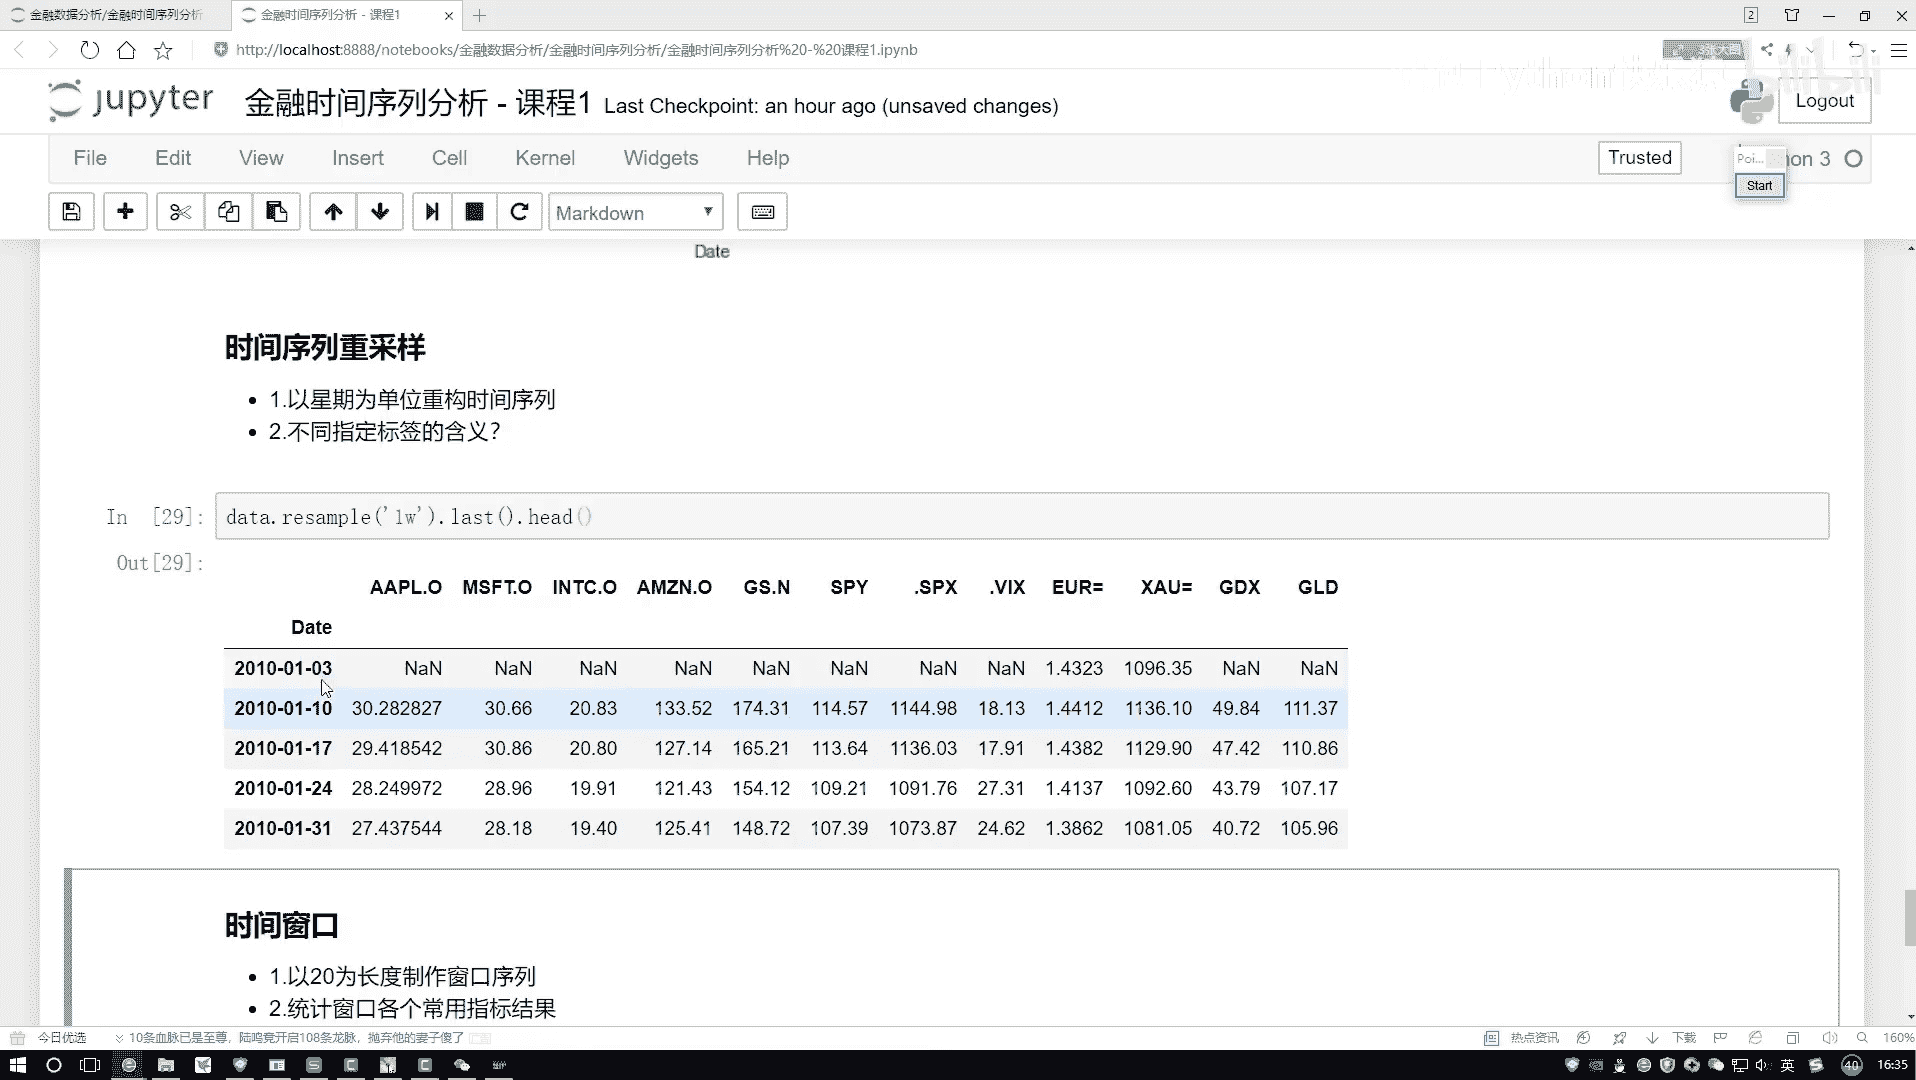 金融数据分析/金融时间序列分析
金融时间序列分析 - 课程1
2
http://localhost:8888/notebooks/金融数据分析/金融时间序列分析/金融时间序列分析%20-%20课程1.ipynb
jupyter
金融时间序列分析 - 课程1 Last Checkpoint: an hour ago (unsaved changes)
bilibili
Logout
File Edit View Insert Cell Kernel Widgets Help
Trusted
Poi... hon 3
Start
Markdown
Date
时间序列重采样
1.以星期为单位重构时间序列
2.不同指定标签的含义?
In [29]: data.resample('1w').last().head()
Out[29]:
AAPL.O MSFT.O INTC.O AMZN.O GS.N SPY .SPX .VIX EUR= XAU= GDX GLD
Date
2010-01-03 NaN NaN NaN NaN NaN NaN NaN NaN 1.4323 1096.35 NaN NaN
2010-01-10 30.282827 30.66 20.83 133.52 174.31 114.57 1144.98 18.13 1.4412 1136.10 49.84 111.37
2010-01-17 29.418542 30.86 20.80 127.14 165.21 113.64 1136.03 17.91 1.4382 1129.90 47.42 110.86
2010-01-24 28.249972 28.96 19.91 121.43 154.12 109.21 1091.76 27.31 1.4137 1092.60 43.79 107.17
2010-01-31 27.437544 28.18 19.40 125.41 148.72 107.39 1073.87 24.62 1.3862 1081.05 40.72 105.96
时间窗口
1.以20为长度制作窗口序列
2.统计窗口各个常用指标结果
今日优选 10条血脉已是至尊，陆鸣竟开启108条龙脉，抛弃他的妻子傻了
热点资讯 下载 160%
英 40 16:35